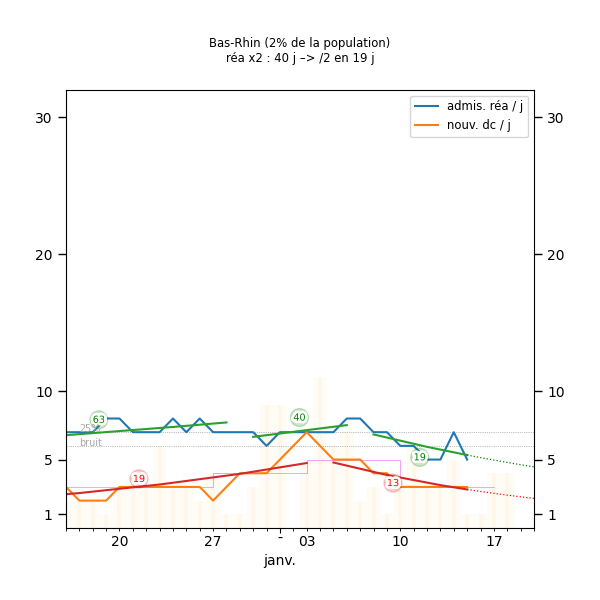 Bas-Rhin (2% de la population)
réa x2 : 40 j –> /2 en 19 j
admis. réa / j
nouv. dc / j
30 30
20 20
10 10
63 40
25%
bruit
19
5 5
19 13
1 1
20 27 - 03 10 17
janv.